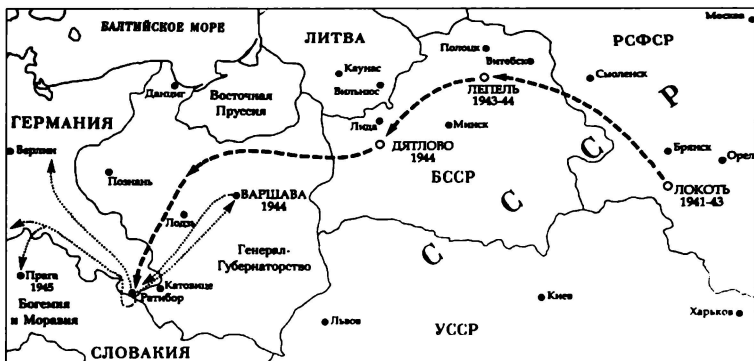 БАЛТИЙСКОЕ МОРЕ
ЛИТВА
Полоцк
РСФСР
Москва
Каунас
Витебск
Вильнюс
Смоленск
Данциг
ЛЕПЕЛЬ
1943-44
Восточная
Пруссия
ГЕРМАНИЯ
Лида
Минск
Берлин
ДЯТЛОВО
1944
Брянск
Орел
Познань
БССР
ЛОКОТЬ
1941-43
ВАРШАВА
1944
Лодзь
С С С Р
Генерал-
Губернаторство
Прага
1945
Катовице
Ратибор
Богемия
и Моравия
Киев
Харьков
Львов
УССР
СЛОВАКИЯ